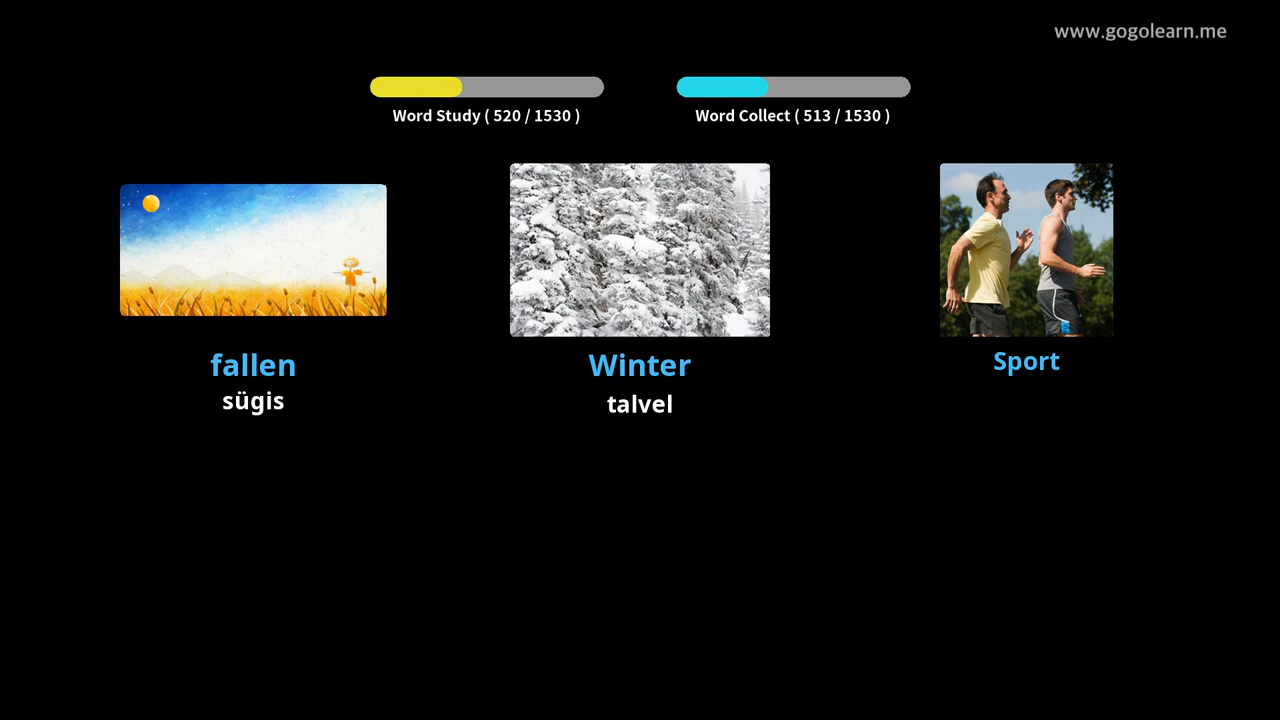 www.gogolearn.me
Word Study ( 520 / 1530 )
Word Collect ( 513 / 1530 )
fallen
sügis
Winter
talvel
Sport